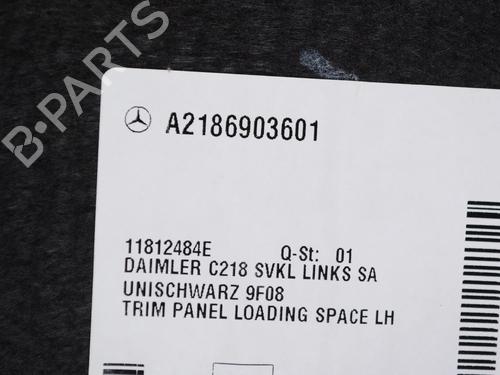 A2186903601
11812484E Q-St: 01
DAIMLER C218 SVKL LINKS SA
UNISCHWARZ 9F08
TRIM PANEL LOADING SPACE LH
B-PARTS